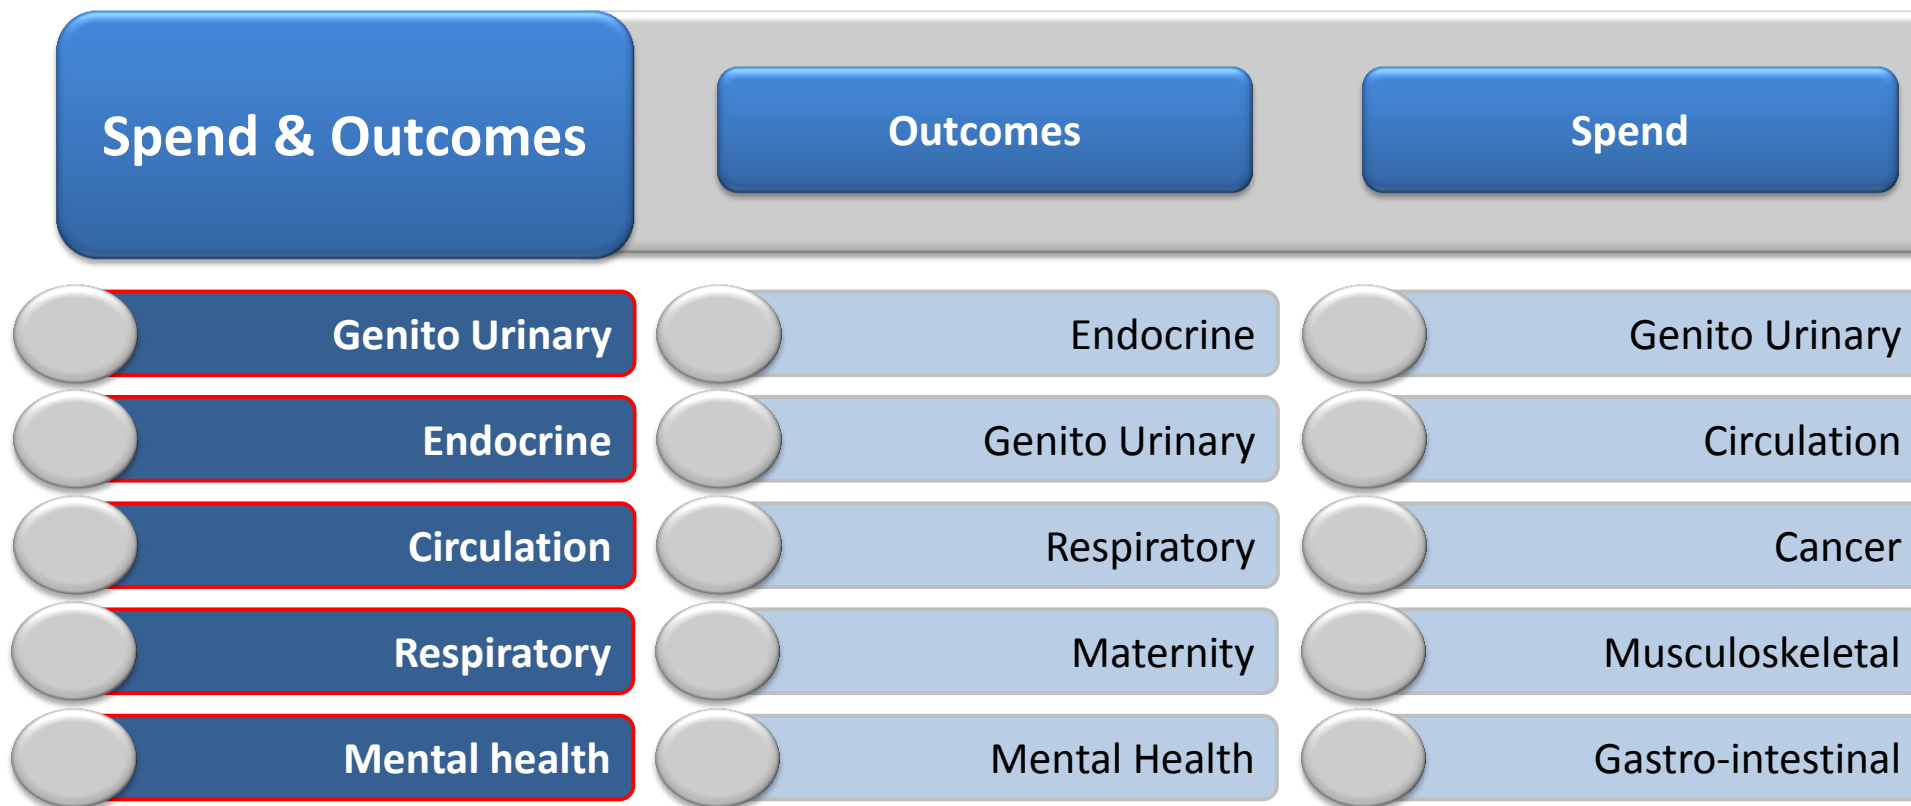 Spend & Outcomes
Outcomes
Spend
Genito Urinary
Endocrine
Genito Urinary
Endocrine
Genito Urinary
Circulation
Circulation
Respiratory
Cancer
Respiratory
Maternity
Musculoskeletal
Mental health
Mental Health
Gastro-intestinal